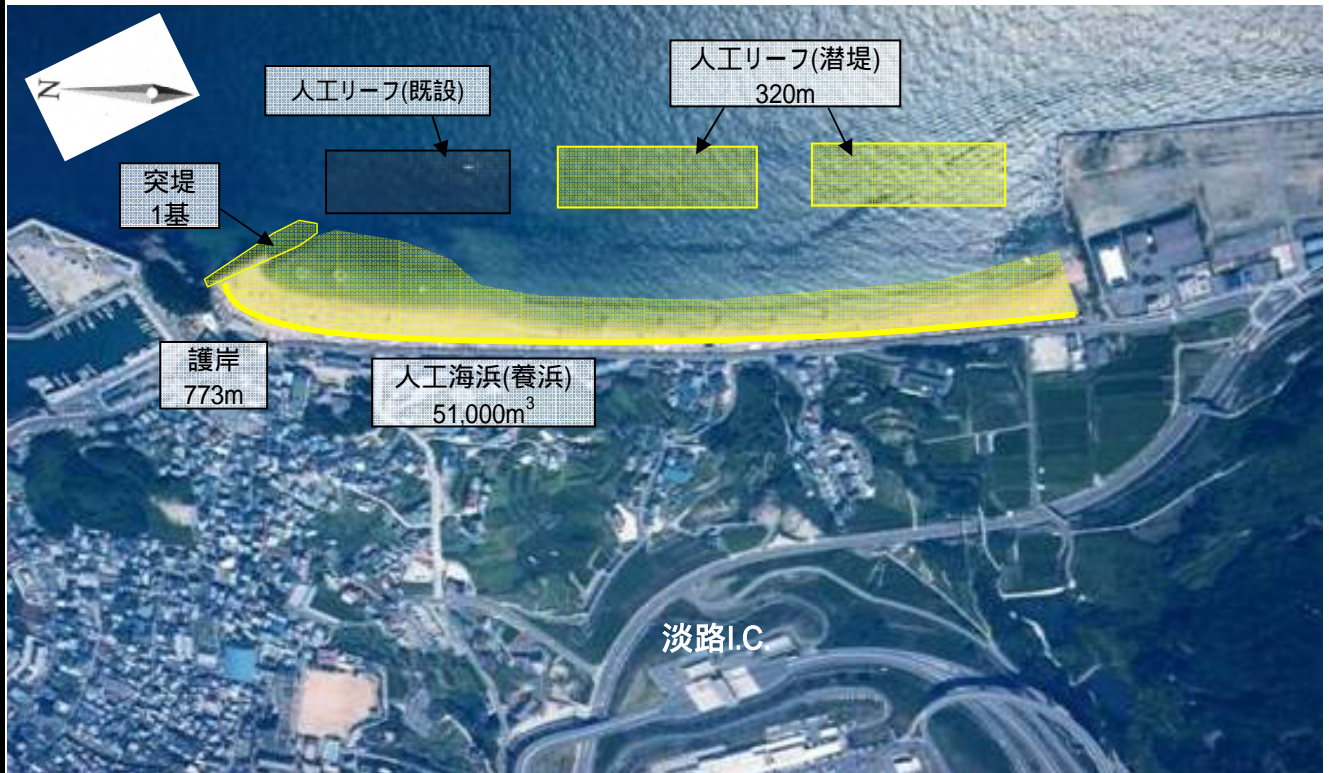 N
人工リーフ(既設)
人工リーフ(潜堤)
320m
突堤
1基
護岸
773m
人工海浜(養浜)
51,000m³
淡路I.C